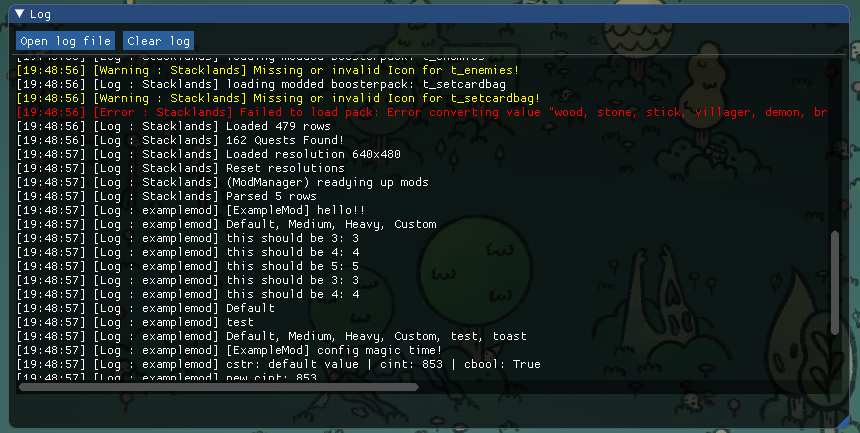 Log
Open log file Clear log
[19:48:56] [Log : Stacklands] loading modded boosterpack: t_enemies
[19:48:56] [Warning : Stacklands] Missing or invalid Icon for t_enemies!
[19:48:56] [Log : Stacklands] loading modded boosterpack: t_setcardbag
[19:48:56] [Warning : Stacklands] Missing or invalid Icon for t_setcardbag!
[19:48:56] [Error : Stacklands] Failed to load pack: Error converting value "wood, stone, stick, villager, demon, br
[19:48:56] [Log : Stacklands] Loaded 479 rows
[19:48:56] [Log : Stacklands] 162 Quests Found!
[19:48:57] [Log : Stacklands] Loaded resolution 640x480
[19:48:57] [Log : Stacklands] Reset resolutions
[19:48:57] [Log : Stacklands] (ModManager) readying up mods
[19:48:57] [Log : Stacklands] Parsed 5 rows
[19:48:57] [Log : examplemod] [ExampleMod] hello!!
[19:48:57] [Log : examplemod] Default, Medium, Heavy, Custom
[19:48:57] [Log : examplemod] this should be 3: 3
[19:48:57] [Log : examplemod] this should be 4: 4
[19:48:57] [Log : examplemod] this should be 5: 5
[19:48:57] [Log : examplemod] this should be 3: 3
[19:48:57] [Log : examplemod] this should be 4: 4
[19:48:57] [Log : examplemod] Default
[19:48:57] [Log : examplemod] test
[19:48:57] [Log : examplemod] Default, Medium, Heavy, Custom, test, toast
[19:48:57] [Log : examplemod] [ExampleMod] config magic time!
[19:48:57] [Log : examplemod] cstr: default value | cint: 853 | cbool: True
[19:48:57] [Log : examplemod] new cint: 853